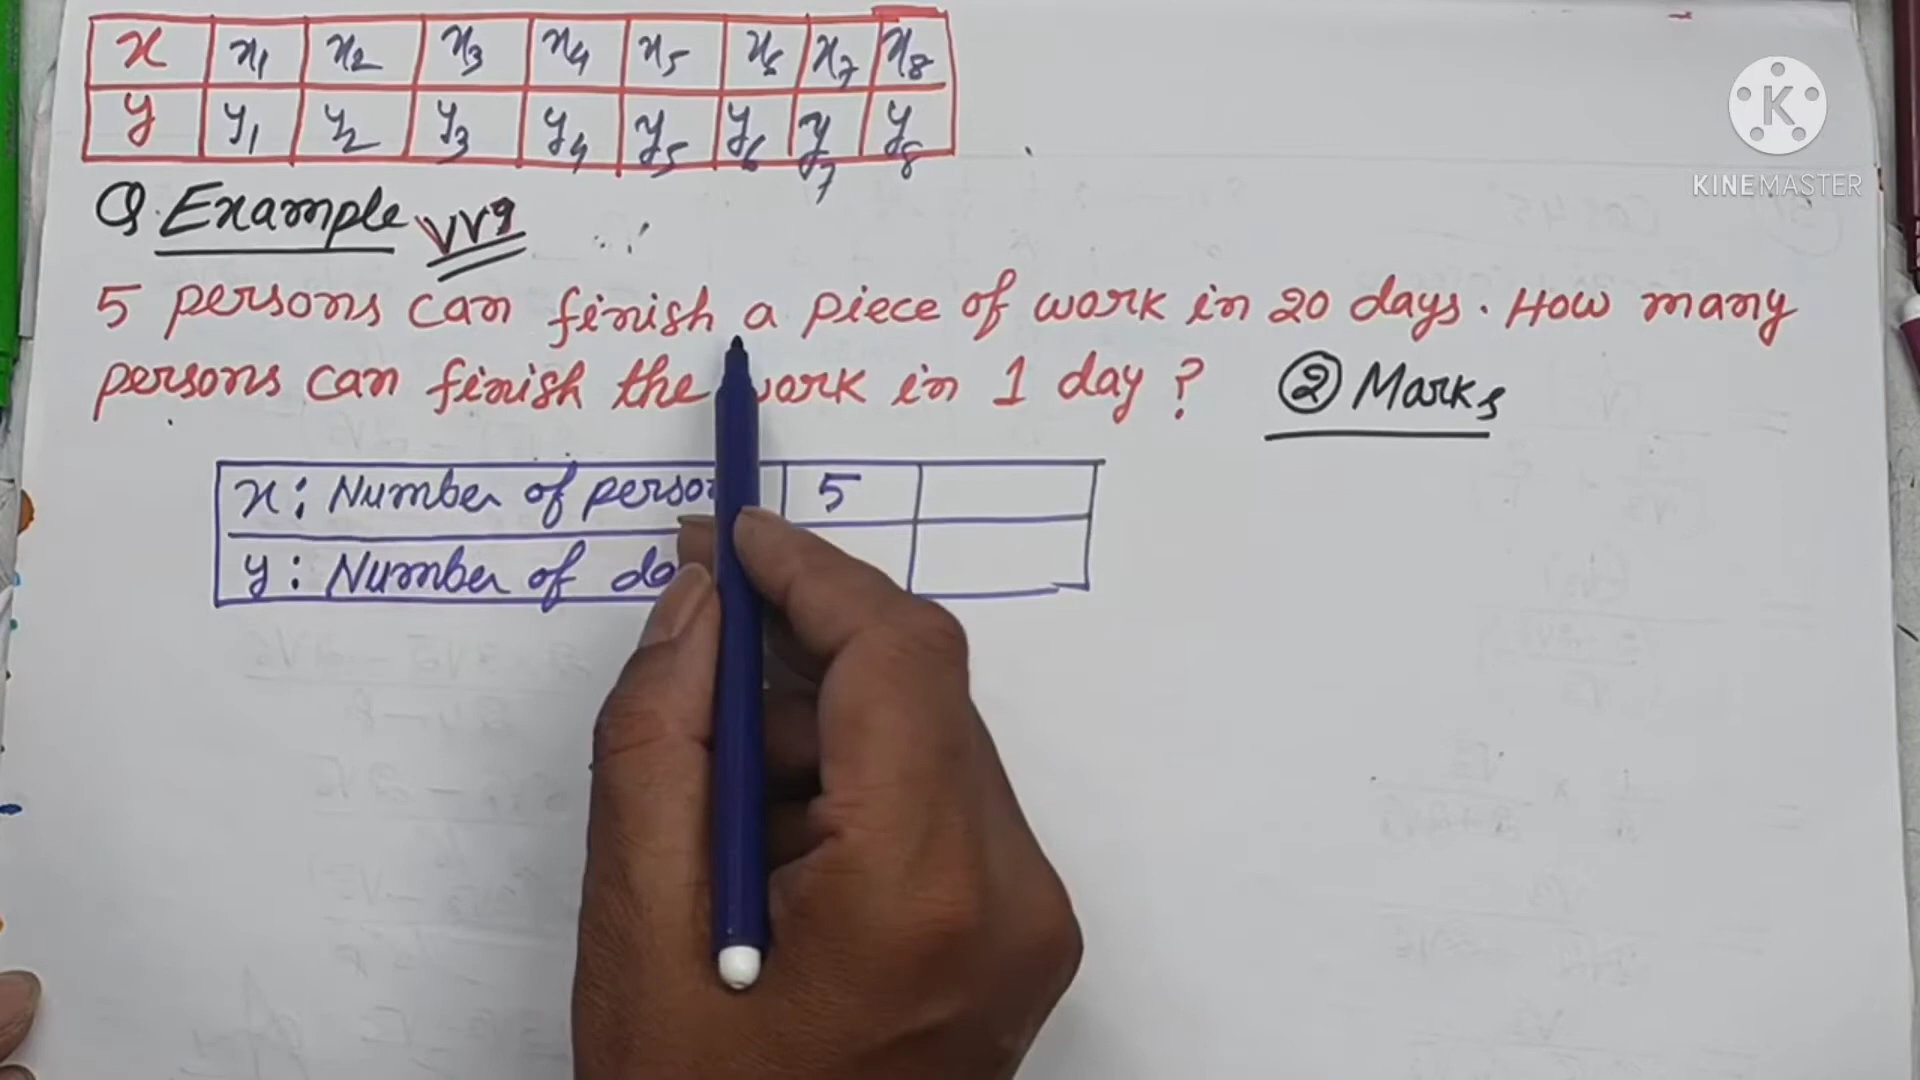 x x1 x2 x3 x4 x5 x6 x7 x8
y y1 y2 y3 y4 y5 y6 y7 y8
KINEMASTER
Q. Example
5 persons can finish a piece of work in 20 days. How many
persons can finish the work in 1 day ? 2 Marks
x : Number of person 5
y : Number of da